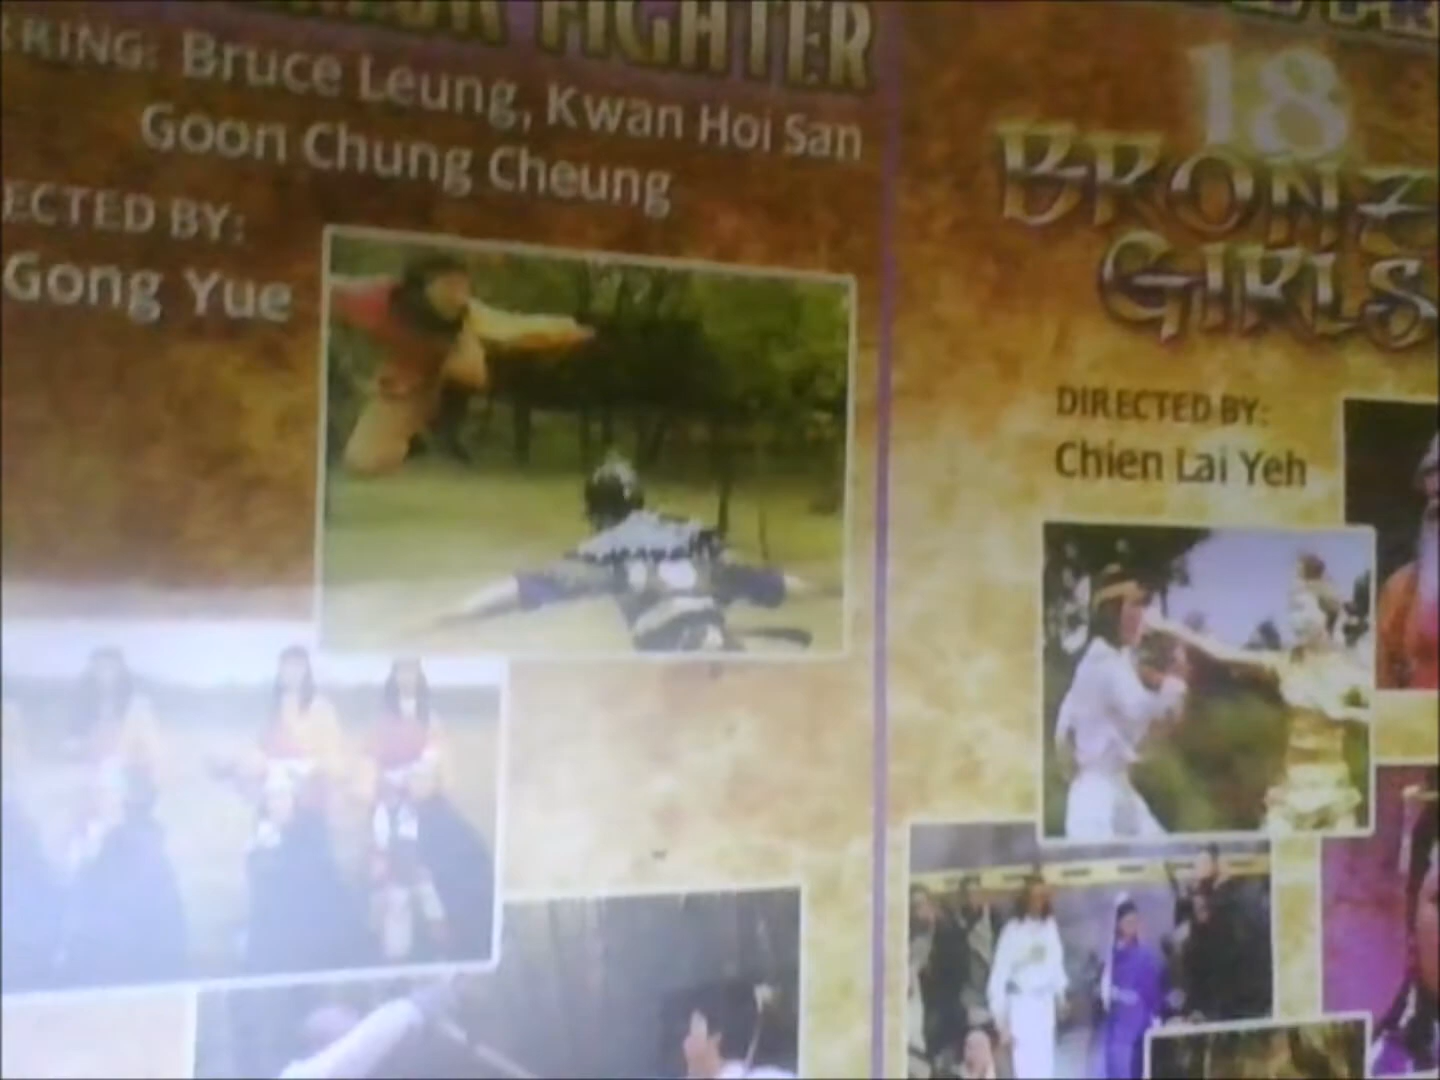 FIGHTER
RING: Bruce Leung, Kwan Hoi San
Goon Chung Cheung
ECTED BY:
Gong Yue
18
BRONZ
GIRLS
DIRECTED BY:
Chien Lai Yeh